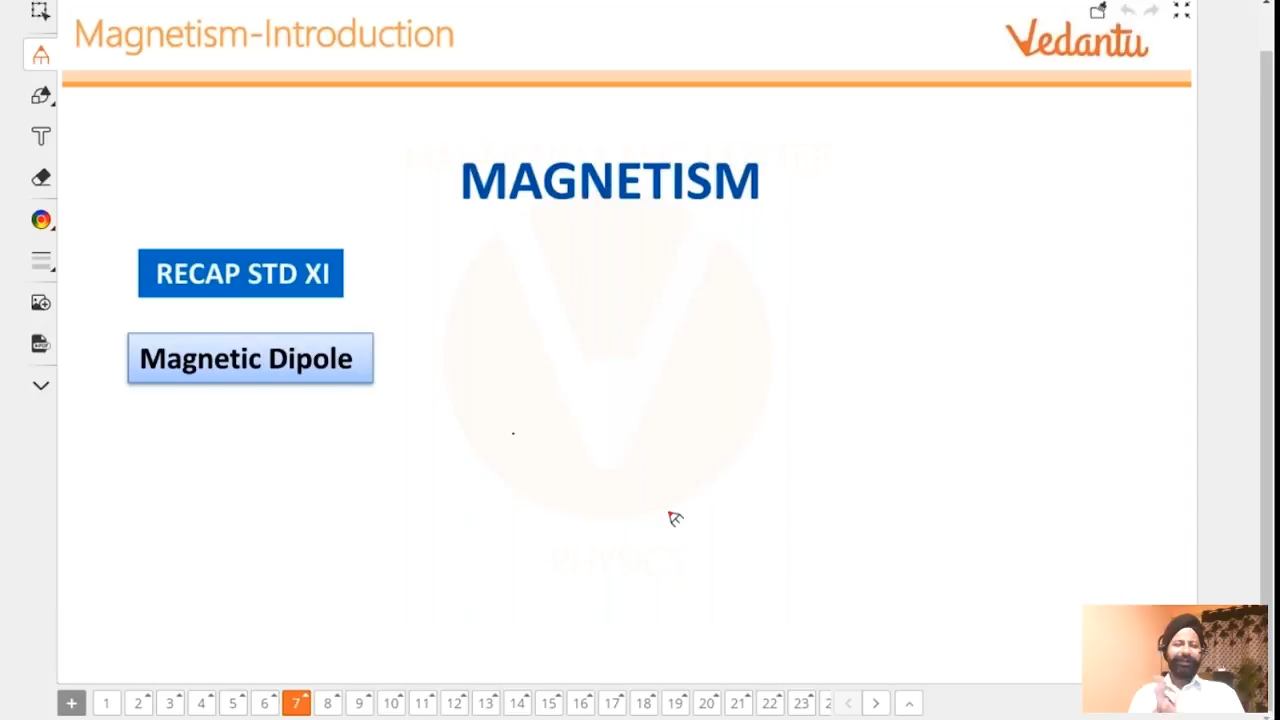 Magnetism-Introduction
Vedantu
MAGNETISM
RECAP STD XI
Magnetic Dipole
PHYSICS
1 2 3 4 5 6 7 8 9 10 11 12 13 14 15 16 17 18 19 20 21 22 23